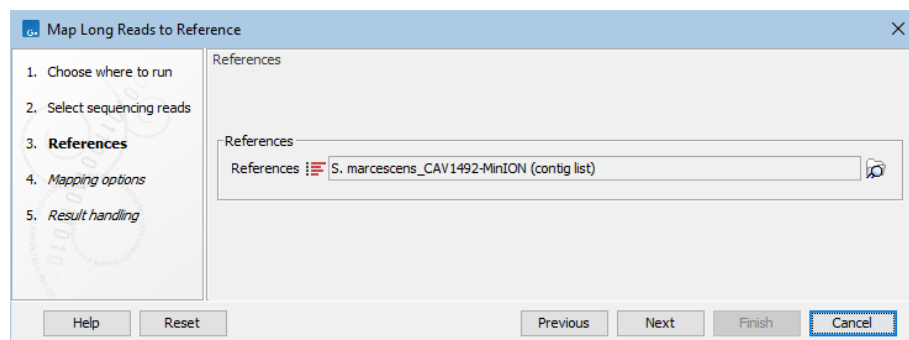 Map Long Reads to Reference
1. Choose where to run
2. Select sequencing reads
3. References
4. Mapping options
5. Result handling
References
References
References S. marcescens_CAV1492-MinION (contig list)
Help Reset Previous Next Finish Cancel